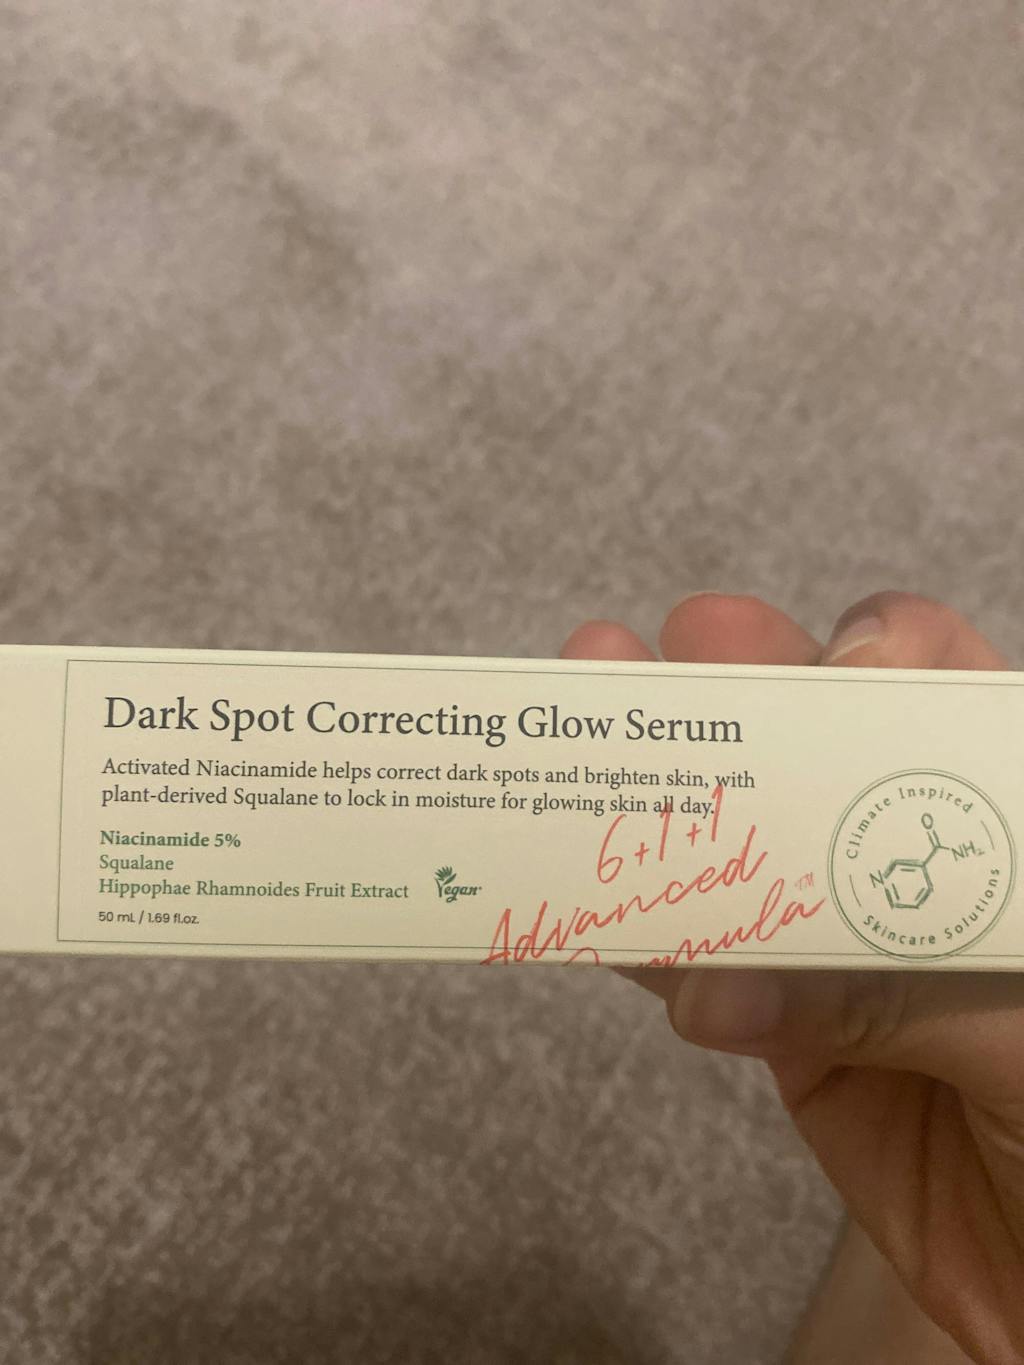 Dark Spot Correcting Glow Serum
Activated Niacinamide helps correct dark spots and brighten skin, with
plant-derived Squalane to lock in moisture for glowing skin all day.
Niacinamide 5%
Squalane
Hippophae Rhamnoides Fruit Extract
Vegan
50 mL / 1.69 fl.oz.
6+1+1
Advanced
Formula™
Climate Inspired
O
NH₂
N
Skincare Solutions